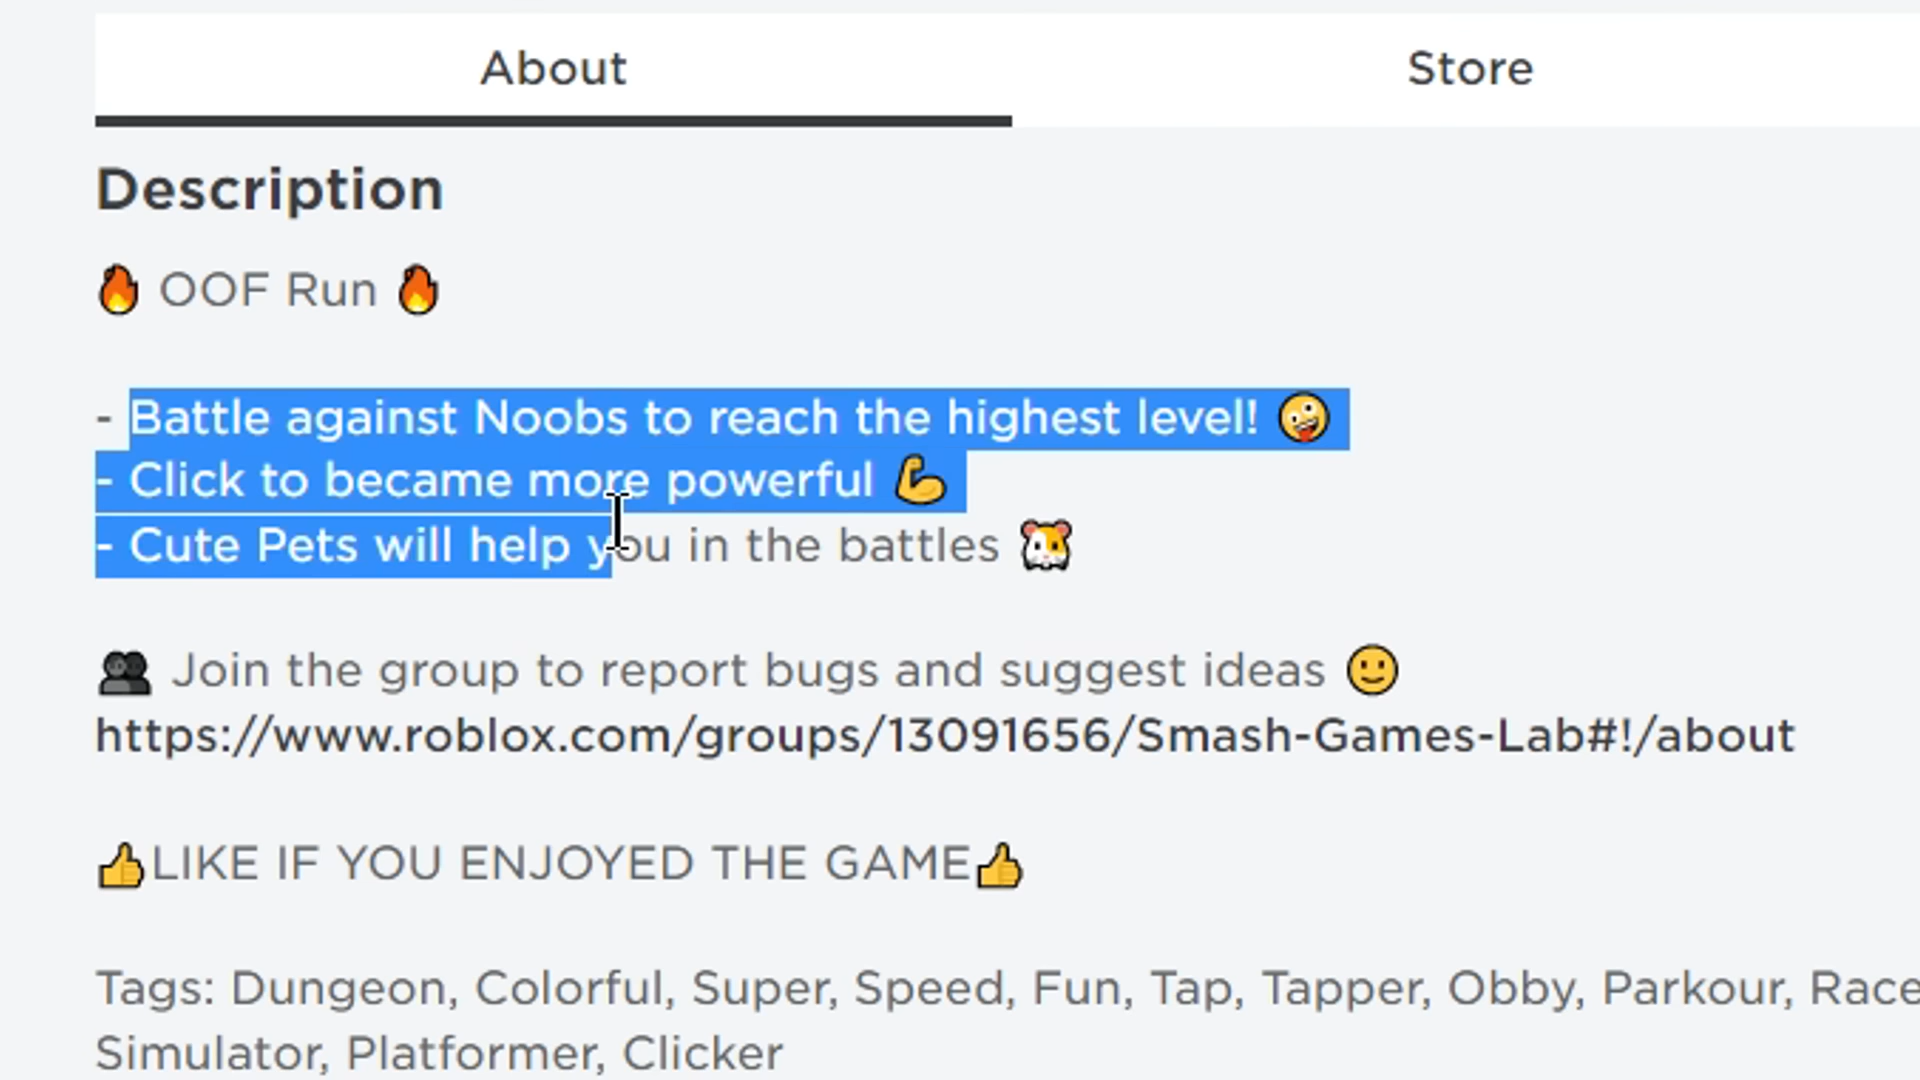 About
Store
Description
🔥 OOF Run 🔥
- Battle against Noobs to reach the highest level! 🤪
- Click to became more powerful 💪
- Cute Pets will help you in the battles 🐹
👥 Join the group to report bugs and suggest ideas 🙂
https://www.roblox.com/groups/13091656/Smash-Games-Lab#!/about
👍LIKE IF YOU ENJOYED THE GAME👍
Tags: Dungeon, Colorful, Super, Speed, Fun, Tap, Tapper, Obby, Parkour, Race
Simulator, Platformer, Clicker